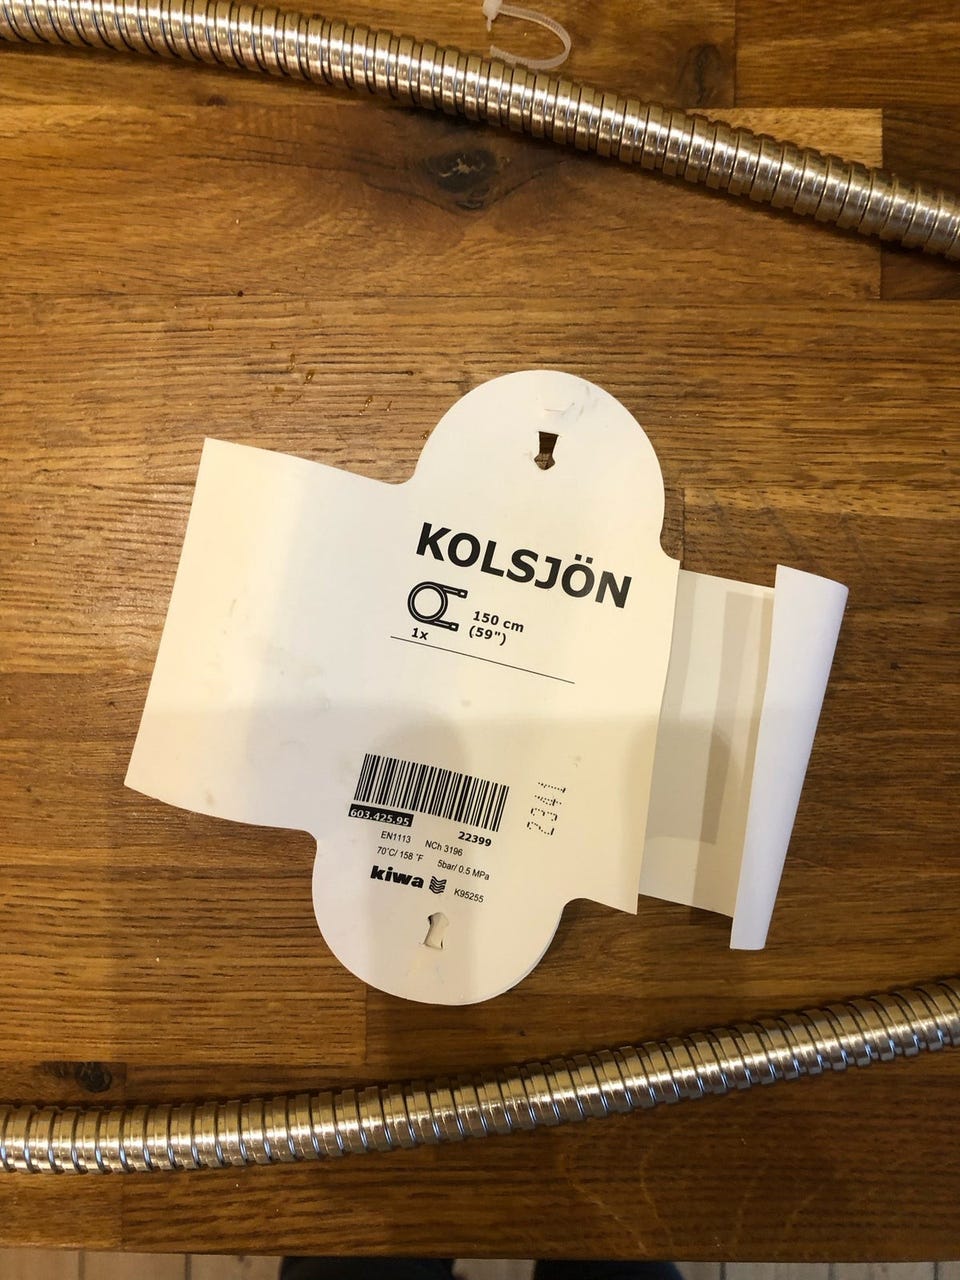 KOLSJÖN
150 cm
(59")
1x
603.425.95
22399
EN1113 NCh 3196
70°C/ 158 °F 5bar/ 0.5 MPa
kiwa K95255